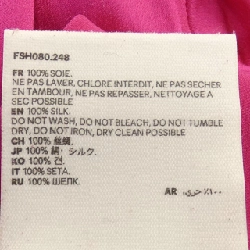 FSH080.248
FR 100% SOIE.
NE PAS LAVER, CHLORE INTERDIT, NE PAS SECHER
EN TAMBOUR, NE PAS REPASSER, NETTOYAGE A
SEC POSSIBLE
EN 100% SILK.
DO NOT WASH, DO NOT BLEACH, DO NOT TUMBLE
DRY, DO NOT IRON, DRY CLEAN POSSIBLE
CH 100% 蚕丝.
JP 100% 絹: シルク.
KO 100% 견.
IT 100% SETA.
RU 100% ШЕЛК.
AR حرير ٪١٠٠